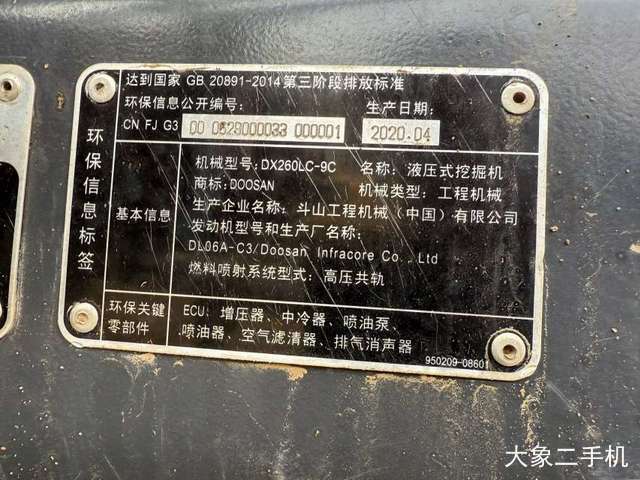 达到国家 GB 20891-2014 第三阶段排放标准
环保信息公开编号: 生产日期:
CN FJ G3 00 0629000033 000001 2020.04
环保信息标签
基本信息
机械型号: DX260LC-9C 名称: 液压式挖掘机
商标: DOOSAN 机械类型: 工程机械
生产企业名称: 斗山工程机械（中国）有限公司
发动机型号和生产厂名称:
DL06A-C3/Doosan Infracore Co., Ltd
燃料喷射系统型式: 高压共轨
环保关键
零部件
ECU、增压器、中冷器、喷油泵、
喷油器、空气滤清器、排气消声器
950209-08601
大象二手机